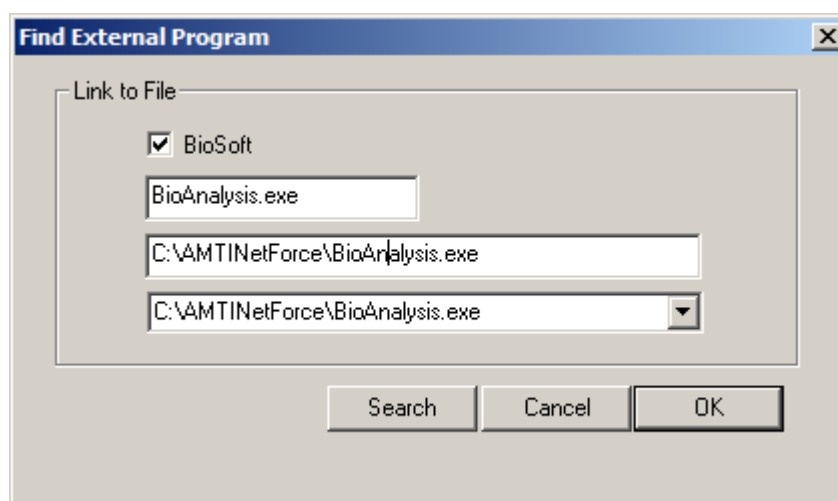 Find External Program
Link to File
BioSoft
BioAnalysis.exe
C:\AMTINetForce\BioAnalysis.exe
C:\AMTINetForce\BioAnalysis.exe
Search Cancel OK